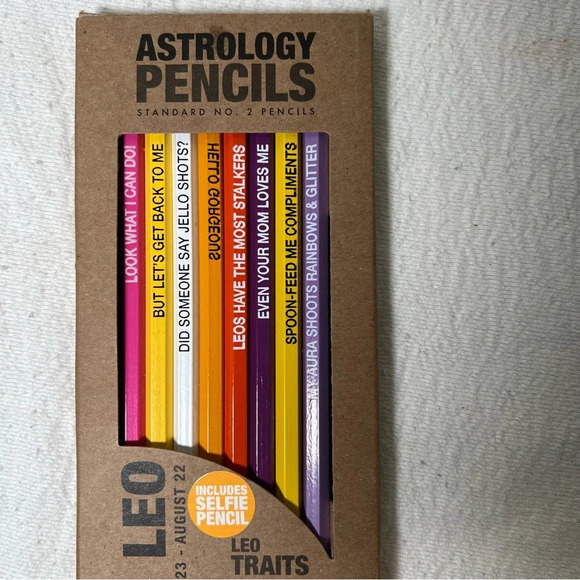 ASTROLOGY
PENCILS
STANDARD NO. 2 PENCILS
LOOK WHAT I CAN DO!
BUT LET'S GET BACK TO ME
DID SOMEONE SAY JELLO SHOTS?
HELLO GORGEOUS
LEOS HAVE THE MOST STALKERS
EVEN YOUR MOM LOVES ME
SPOON-FEED ME COMPLIMENTS
MY AURA SHOOTS RAINBOWS & GLITTER
LEO
23 - AUGUST 22
INCLUDES
SELFIE
PENCIL
LEO
TRAITS